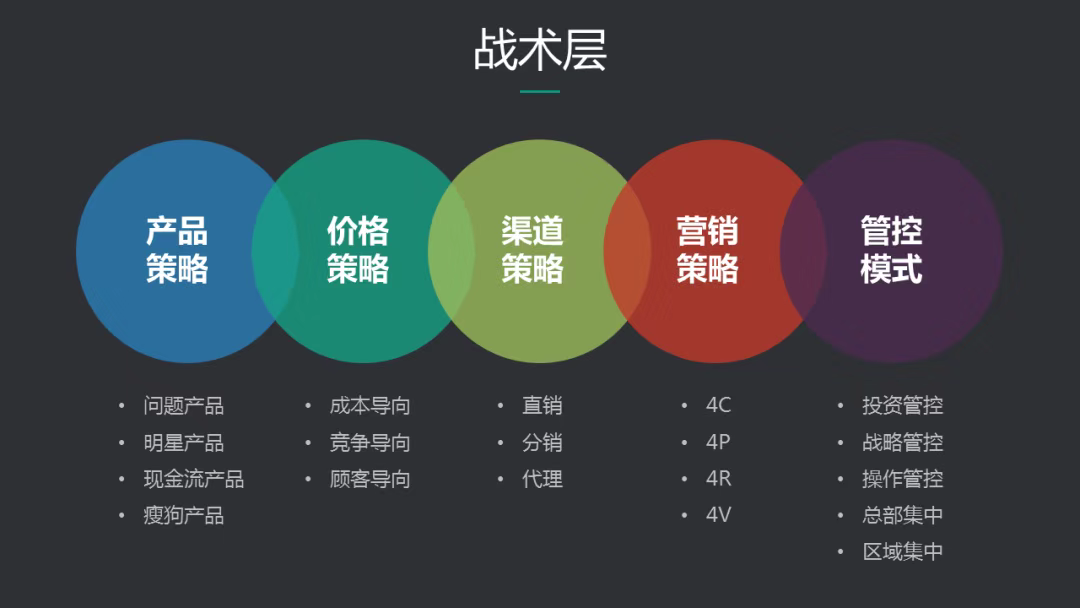 战术层
产品
策略
价格
策略
渠道
策略
营销
策略
管控
模式
• 问题产品
• 明星产品
• 现金流产品
• 瘦狗产品
• 成本导向
• 竞争导向
• 顾客导向
• 直销
• 分销
• 代理
• 4C
• 4P
• 4R
• 4V
• 投资管控
• 战略管控
• 操作管控
• 总部集中
• 区域集中